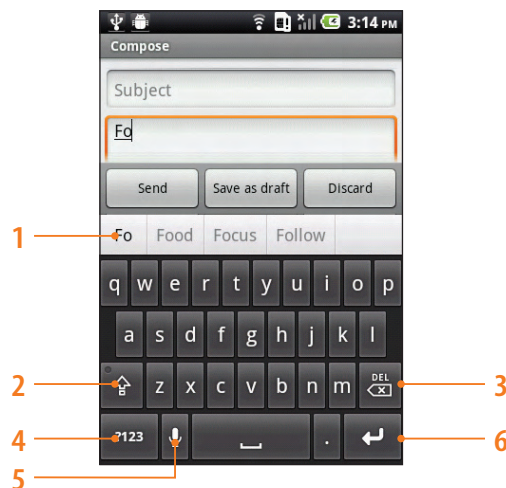 3:14 PM
Compose
Subject
Fo
Send Save as draft Discard
1 Fo Food Focus Follow
q w e r t y u i o p
a s d f g h j k l
2 z x c v b n m DEL 3
4 ?123 . 6
5